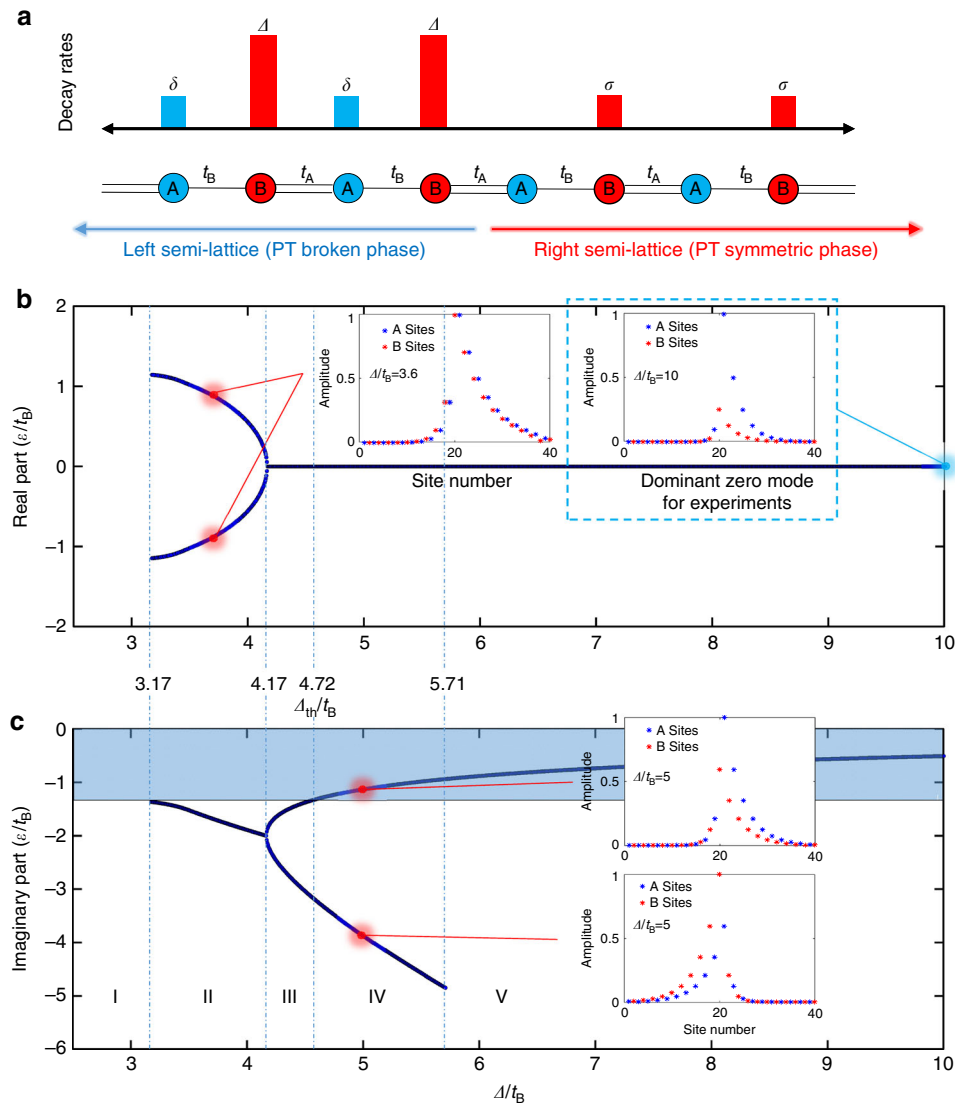 a
Decay rates
δ
Δ
δ
Δ
σ
σ
t_B
t_A
t_B
t_A
t_B
t_A
t_B
A
B
A
B
A
B
A
B
Left semi-lattice (PT broken phase)
Right semi-lattice (PT symmetric phase)
b
Real part (ε/t_B)
2
1
0
−1
−2
3
4
5
6
7
8
9
10
Amplitude
1
0.5
0
A Sites
B Sites
Δ/t_B=3.6
0
20
40
Site number
Amplitude
1
0.5
0
A Sites
B Sites
Δ/t_B=10
0
20
40
Dominant zero mode
for experiments
3.17
4.17
4.72
5.71
Δ_th/t_B
c
Imaginary part (ε/t_B)
0
−1
−2
−3
−4
−5
−6
I
II
III
IV
V
Amplitude
1
0.5
0
A Sites
B Sites
Δ/t_B=5
0
20
40
Amplitude
1
0.5
0
A Sites
B Sites
Δ/t_B=5
0
20
40
Site number
3
4
5
6
7
8
9
10
Δ/t_B